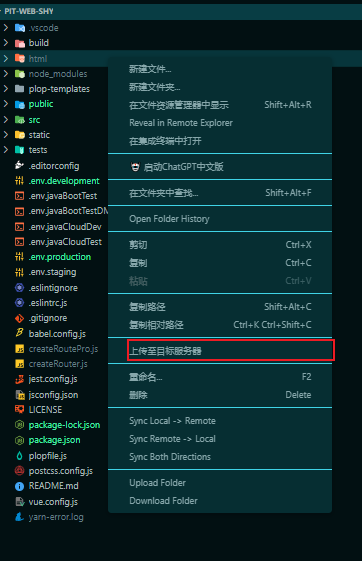 PIT-WEB-SHY
.vscode
build
html
node_modules
plop-templates
public
src
static
tests
.editorconfig
.env.development
.env.javaBootTest
.env.javaBootTestDM
.env.javaCloudDev
.env.javaCloudTest
.env.production
.env.staging
.eslintignore
.eslintrc.js
.gitignore
babel.config.js
createRoutePro.js
createRouter.js
jest.config.js
jsconfig.json
LICENSE
package-lock.json
package.json
plopfile.js
postcss.config.js
README.md
vue.config.js
yarn-error.log
新建文件...
新建文件夹...
在文件资源管理器中显示 Shift+Alt+R
Reveal in Remote Explorer
在集成终端中打开
启动ChatGPT中文版
在文件夹中查找... Shift+Alt+F
Open Folder History
剪切 Ctrl+X
复制 Ctrl+C
粘贴 Ctrl+V
复制路径 Shift+Alt+C
复制相对路径 Ctrl+K Ctrl+Shift+C
上传至目标服务器
重命名... F2
删除 Delete
Sync Local -> Remote
Sync Remote -> Local
Sync Both Directions
Upload Folder
Download Folder